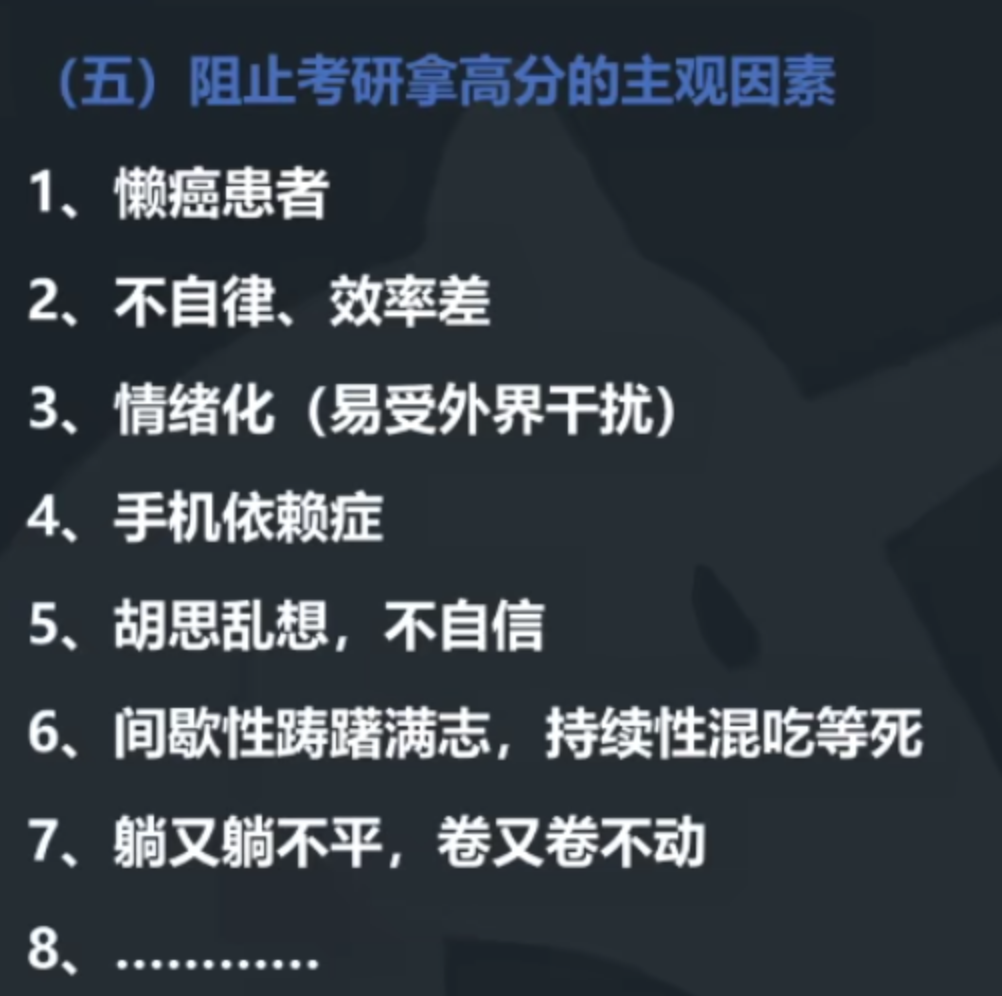 （五）阻止考研拿高分的主观因素
1、懒癌患者
2、不自律、效率差
3、情绪化（易受外界干扰）
4、手机依赖症
5、胡思乱想，不自信
6、间歇性踌躇满志，持续性混吃等死
7、躺又躺不平，卷又卷不动
8、…………